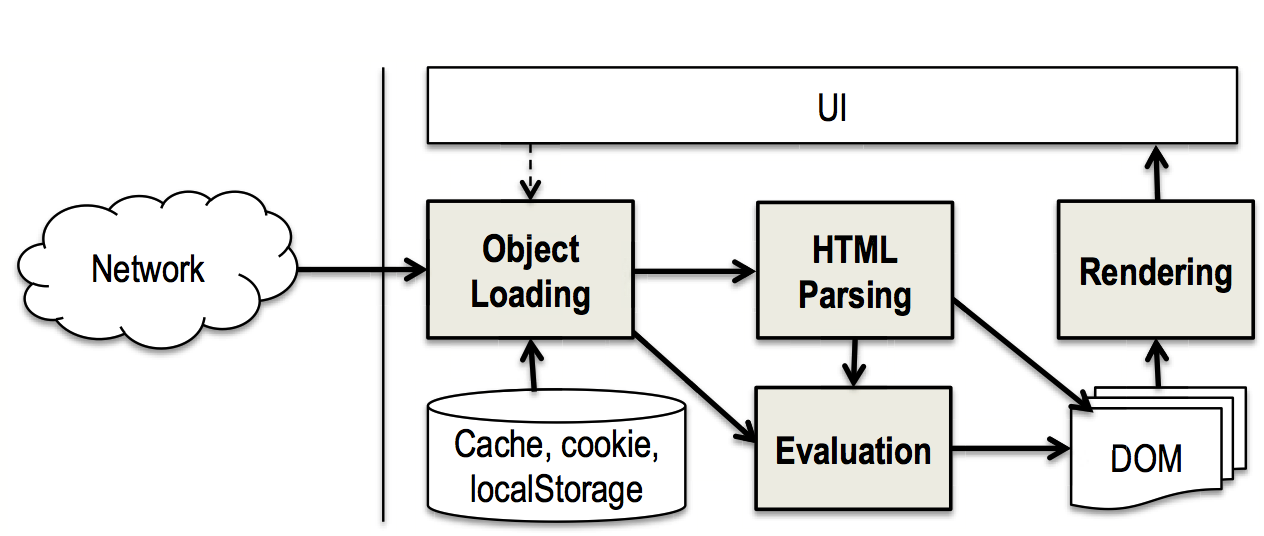 UI
Network
Object
Loading
HTML
Parsing
Rendering
Cache, cookie,
localStorage
Evaluation
DOM